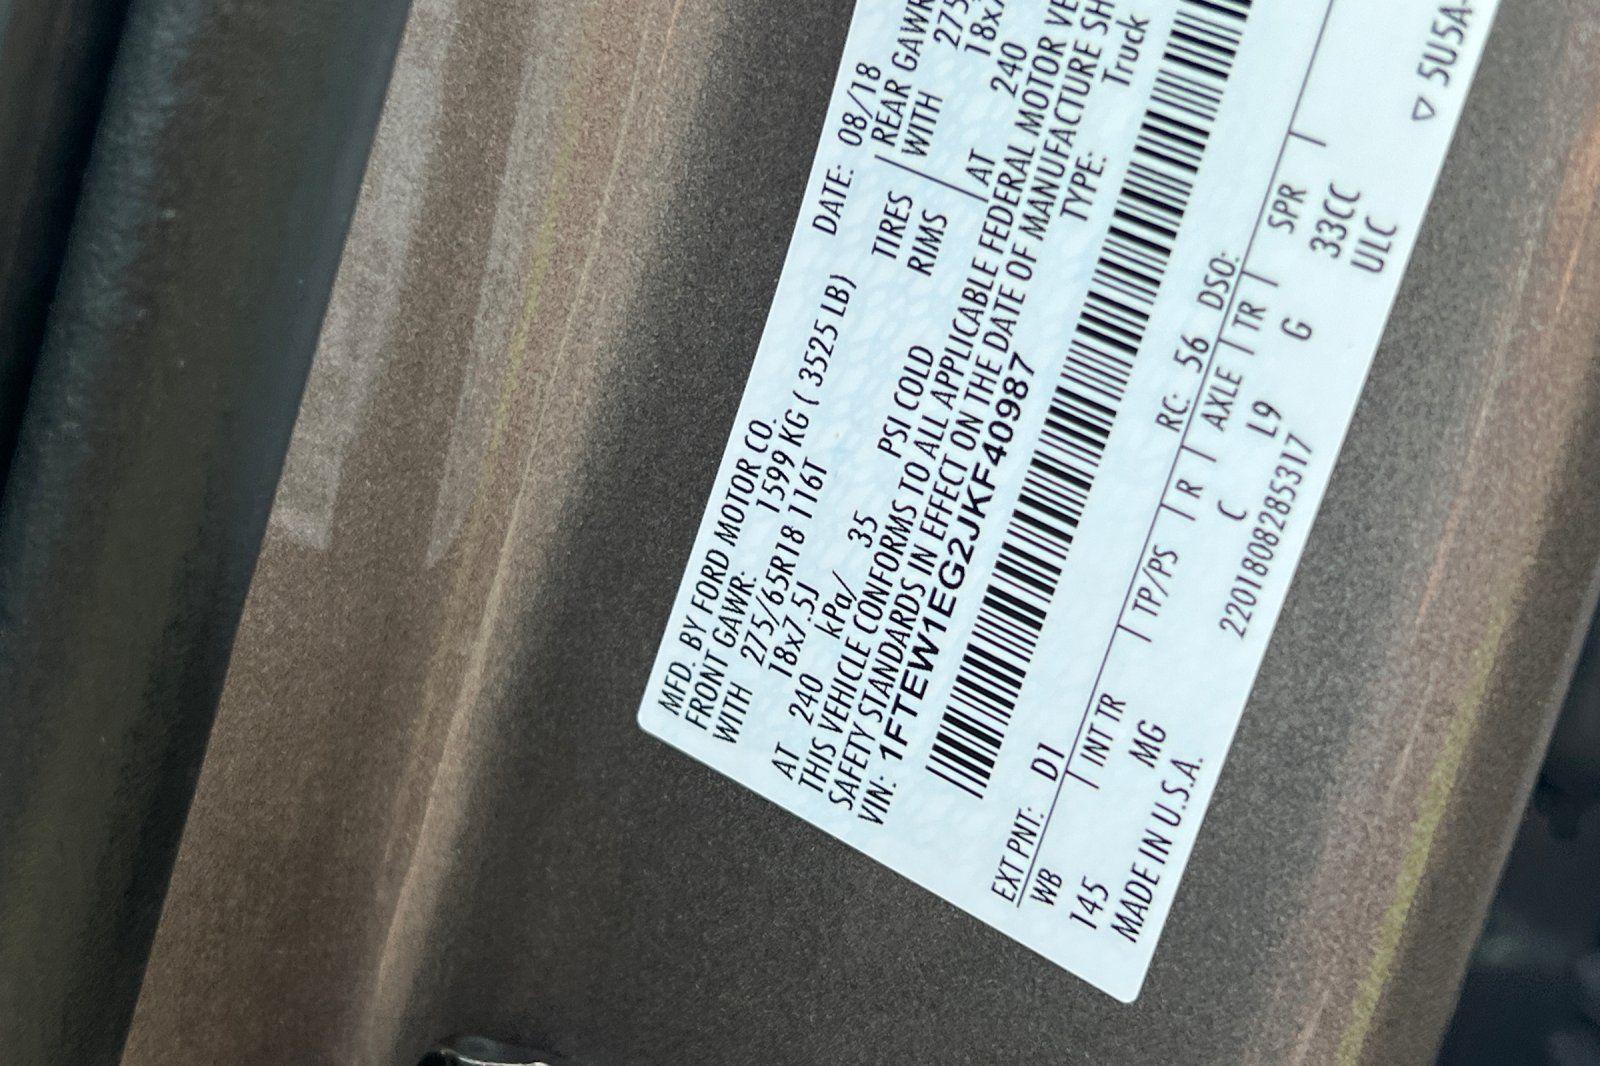 MFD. BY FORD MOTOR CO. DATE: 08/18
FRONT GAWR: 1599 KG ( 3525 LB) REAR GAWR
WITH 275/65R18 116T TIRES WITH 275
18x7.5J RIMS 18x7
AT 240 kPa/ 35 PSI COLD AT 240
THIS VEHICLE CONFORMS TO ALL APPLICABLE FEDERAL MOTOR VE
SAFETY STANDARDS IN EFFECT ON THE DATE OF MANUFACTURE SH
VIN: 1FTEW1EG2JKF40987 TYPE: Truck
EXT PNT: D1 RC: 56 DSO:
WB INT TR TP/PS R AXLE TR SPR
145 MG C L9 G 33CC
MADE IN U.S.A. 2201808285317 ULC
▽ 5U5A-